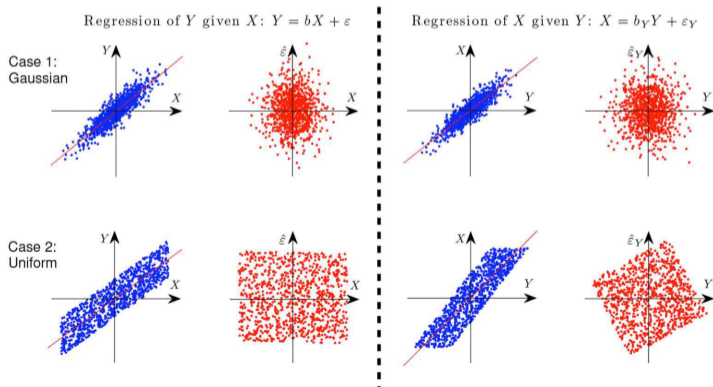 Regression of Y given X: Y = bX + ε
Regression of X given Y: X = b_Y Y + ε_Y
Case 1:
Gaussian
Y
X
ε̂
X
X
Y
ε̂_Y
Y
Case 2:
Uniform
Y
X
ε̂
X
X
Y
ε̂_Y
Y